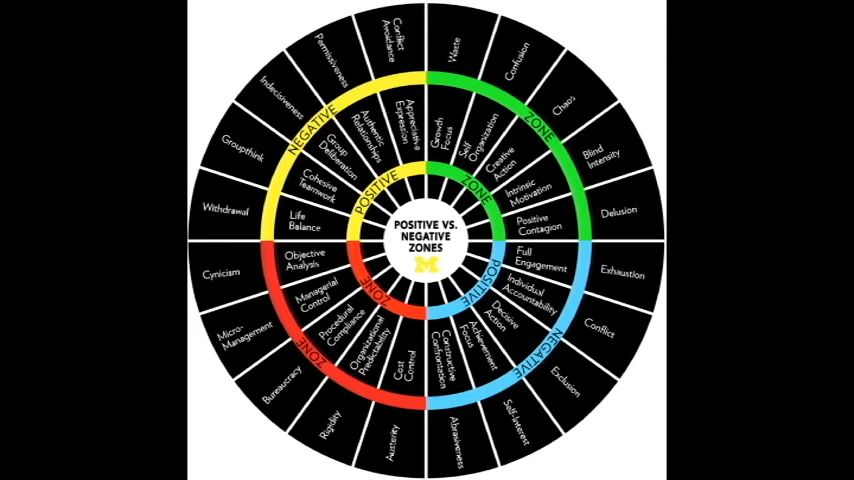 POSITIVE VS.
NEGATIVE
ZONES
M
NEGATIVE
ZONE
NEGATIVE
ZONE
POSITIVE
ZONE
POSITIVE
ZONE
Waste
Confusion
Chaos
Blind
Intensity
Delusion
Exhaustion
Conflict
Exclusion
Self-Interest
Abrasiveness
Austerity
Rigidity
Bureaucracy
Micro-
Management
Cynicism
Withdrawal
Groupthink
Indecisiveness
Permissiveness
Conflict
Avoidance
Growth
Focus
Self
Organization
Creative
Action
Intrinsic
Motivation
Positive
Contagion
Full
Engagement
Individual
Accountability
Decisive
Action
Achievement
Focus
Constructive
Confrontation
Cost
Control
Organizational
Predictability
Procedural
Compliance
Managerial
Control
Objective
Analysis
Life
Balance
Cohesive
Teamwork
Group
Deliberation
Authentic
Relationships
Appreciative
Expression